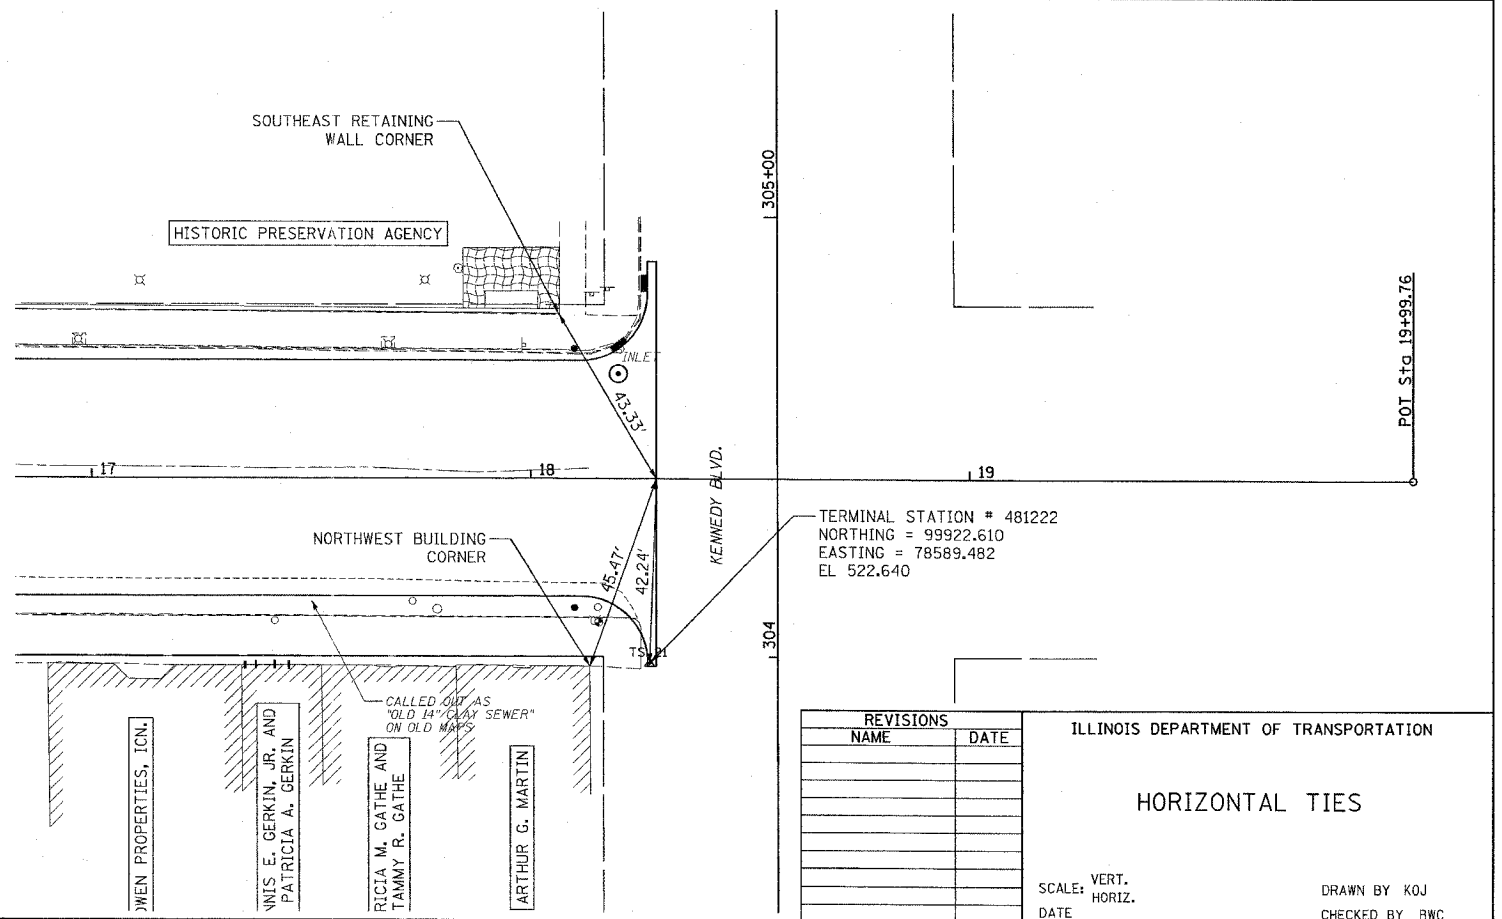 SOUTHEAST RETAINING
WALL CORNER
305+00
HISTORIC PRESERVATION AGENCY
POT Sta 19+99.76
INLET
43.33'
17
18
19
KENNEDY BLVD.
TERMINAL STATION # 481222
NORTHING = 99922.610
EASTING = 78589.482
EL 522.640
NORTHWEST BUILDING
CORNER
45.47'
42.24'
304
CALLED OUT AS
"OLD 14" CLAY SEWER"
ON OLD MAPS
OWEN PROPERTIES, ICN.
NNIS E. GERKIN, JR. AND
PATRICIA A. GERKIN
RICIA M. GATHE AND
TAMMY R. GATHE
ARTHUR G. MARTIN
REVISIONS
NAME
DATE
ILLINOIS DEPARTMENT OF TRANSPORTATION
HORIZONTAL TIES
SCALE: VERT.
HORIZ.
DATE
DRAWN BY KOJ
CHECKED BY BWC